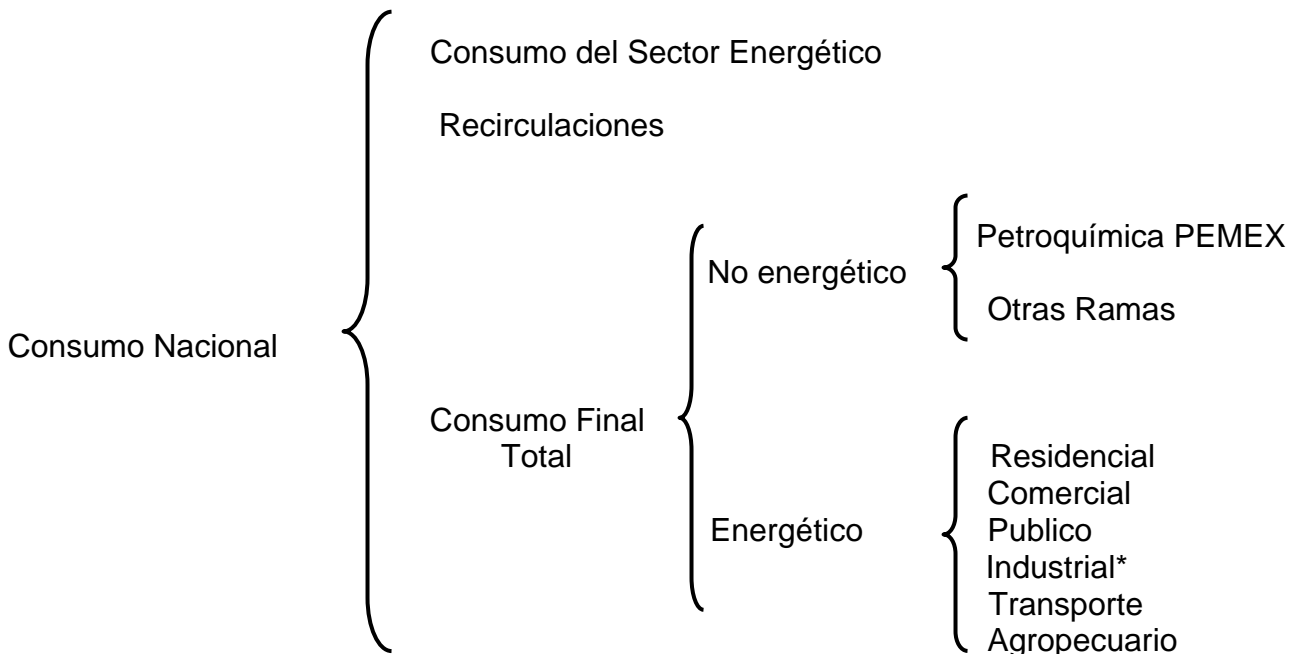 Consumo Nacional
Consumo del Sector Energético
Recirculaciones
Consumo Final
Total
No energético
Petroquímica PEMEX
Otras Ramas
Energético
Residencial
Comercial
Publico
Industrial*
Transporte
Agropecuario